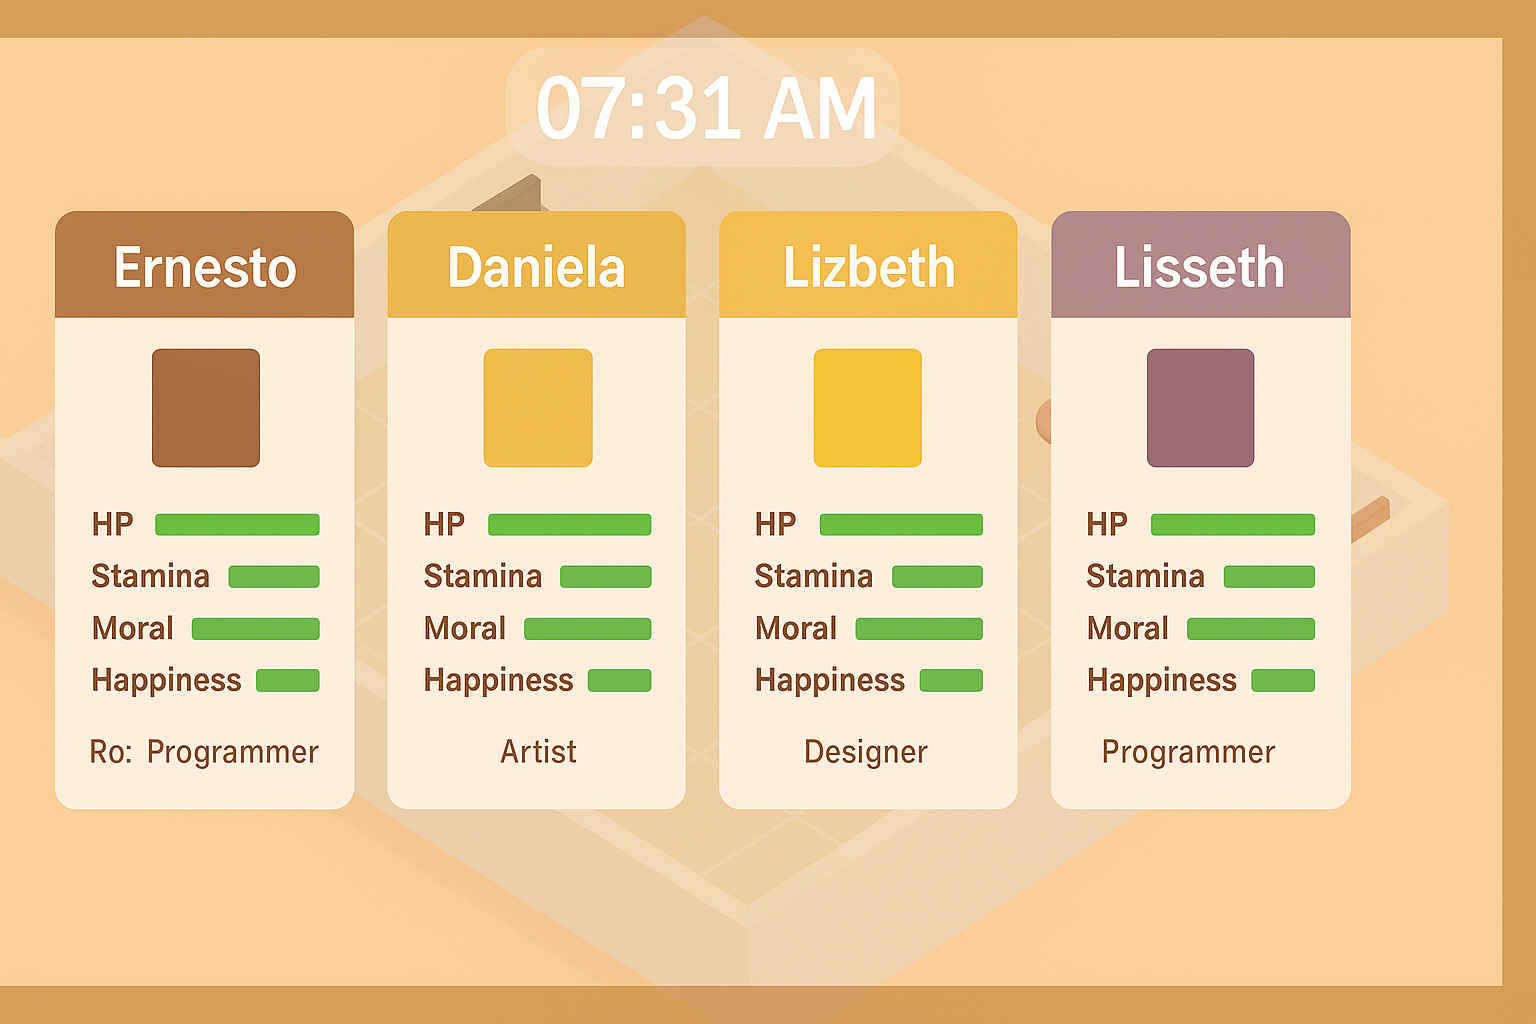 07:31 AM
Ernesto
HP
Stamina
Moral
Happiness
Ro: Programmer
Daniela
HP
Stamina
Moral
Happiness
Artist
Lizbeth
HP
Stamina
Moral
Happiness
Designer
Lisseth
HP
Stamina
Moral
Happiness
Programmer